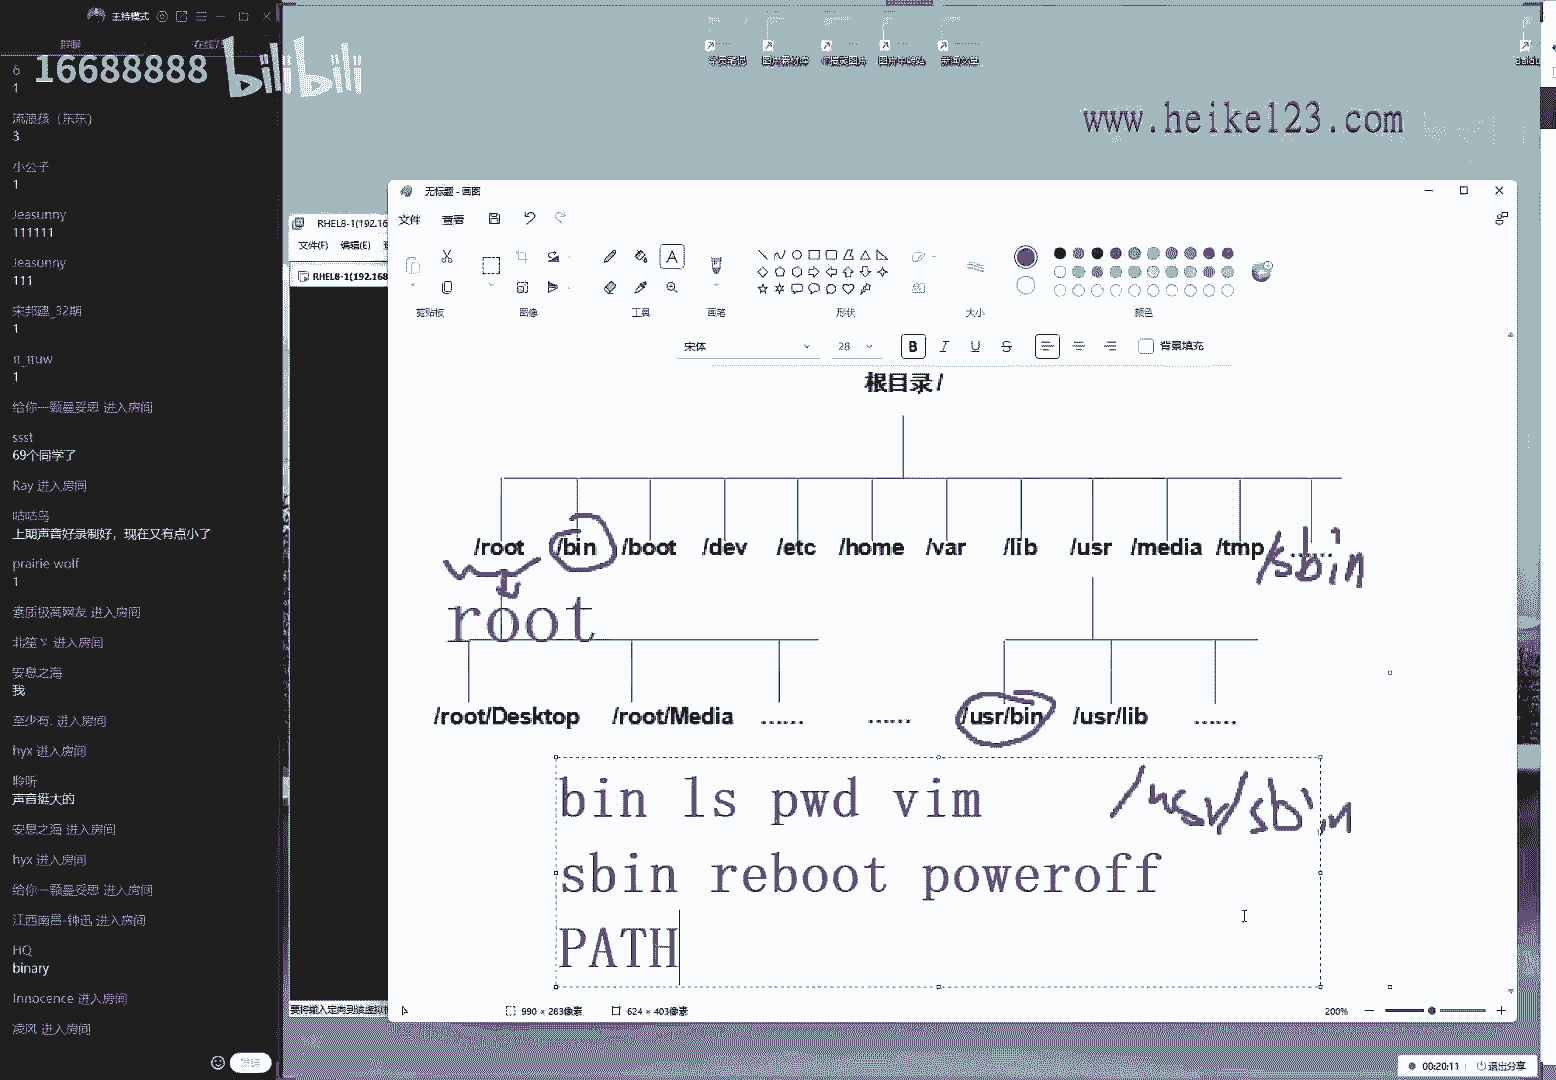 主持模式
在线
16688888 bilibili
1
流浪孩（东东）
3
小公子
1
Jeasunny
111111
Jeasunny
111
宋邦建_32期
1
π_πuw
1
给你一颗曼妥思 进入房间
ssst
69个同学了
Ray 进入房间
咕咕鸟
上期声音好录制好，现在又有点小了
prairie wolf
1
素质极高网友 进入房间
北笙丷 进入房间
安息之海
我
至少有. 进入房间
hyx 进入房间
聆听
声音挺大的
安息之海 进入房间
hyx 进入房间
给你一颗曼妥思 进入房间
江西南昌-钟迅 进入房间
HQ
binary
Innocence 进入房间
凌风 进入房间
发送
www.heike123.com
RHEL8-1(192.16
文件(F) 编辑(E)
RHEL8-1(192.168
无标题 - 画图
文件 查看
剪贴板 图像 工具 画笔 形状 大小 颜色
宋体 28 B I U S 背景填充
根目录 /
/root /bin /boot /dev /etc /home /var /lib /usr /media /tmp ......
/sbin
root
/root/Desktop /root/Media ...... ...... /usr/bin /usr/lib ......
bin ls pwd vim
/usr/sbin
sbin reboot poweroff
PATH
990 × 283像素 624 × 403像素 200%
00:20:11 退出分享